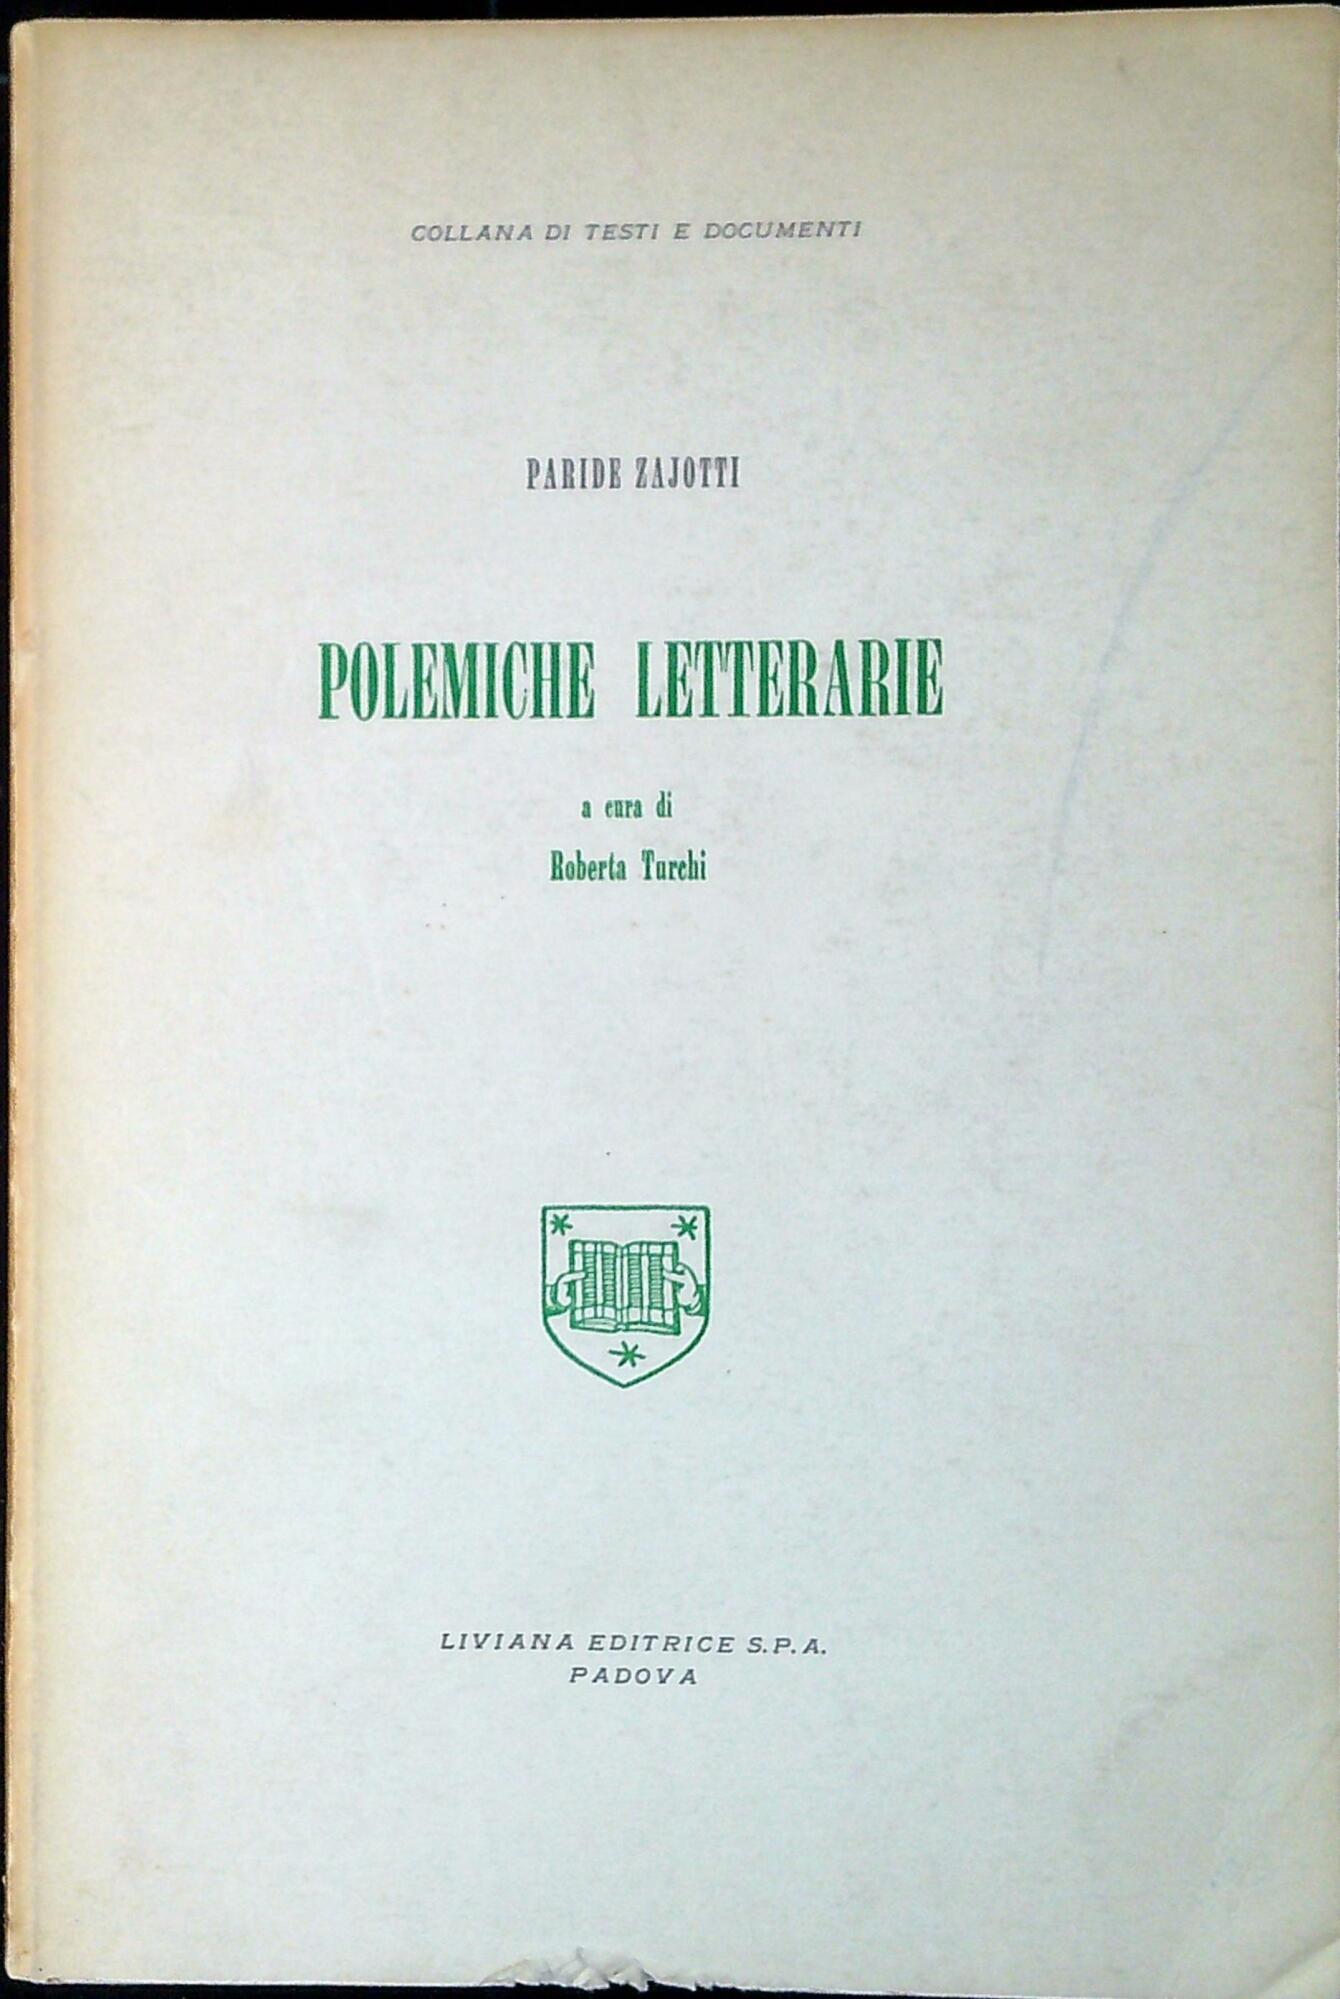 COLLANA DI TESTI E DOCUMENTI
PARIDE ZAJOTTI
POLEMICHE LETTERARIE
a cura di
Roberta Turchi
LIVIANA EDITRICE S.P.A.
PADOVA